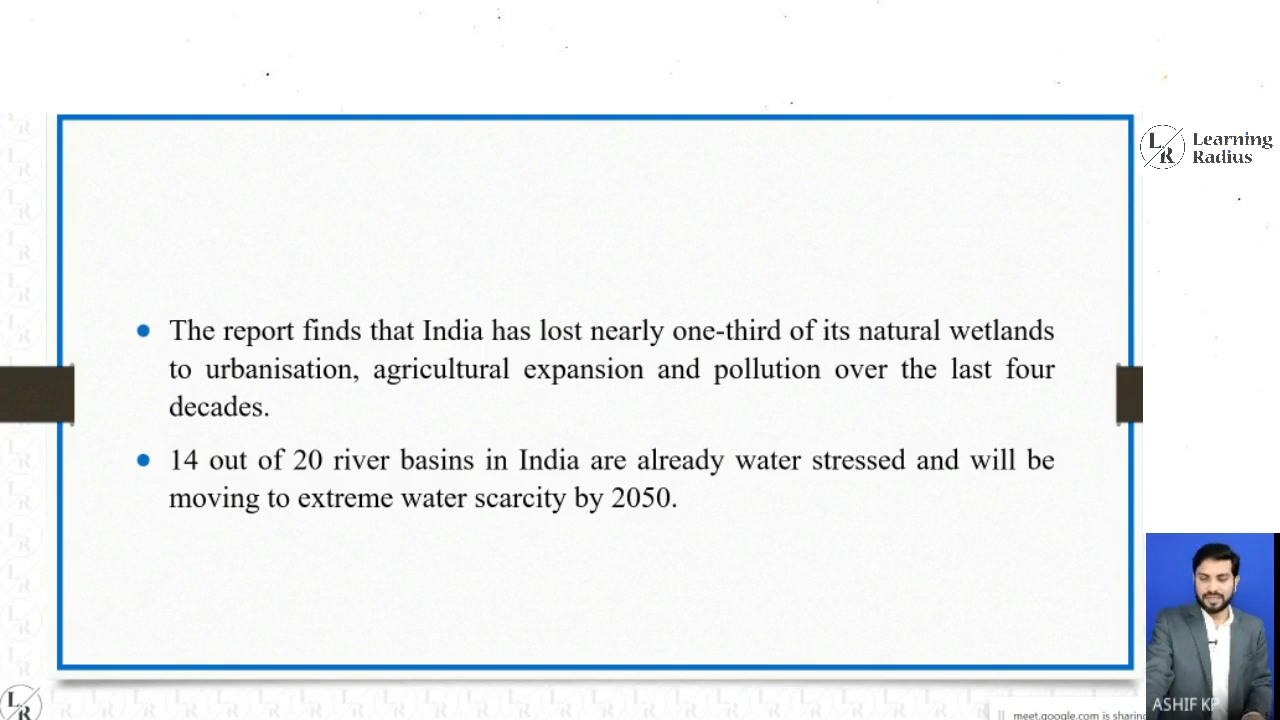 L
R
Learning
Radius
The report finds that India has lost nearly one-third of its natural wetlands
to urbanisation, agricultural expansion and pollution over the last four
decades.
14 out of 20 river basins in India are already water stressed and will be
moving to extreme water scarcity by 2050.
L
R
ASHIF KP
meet.google.com is sharing